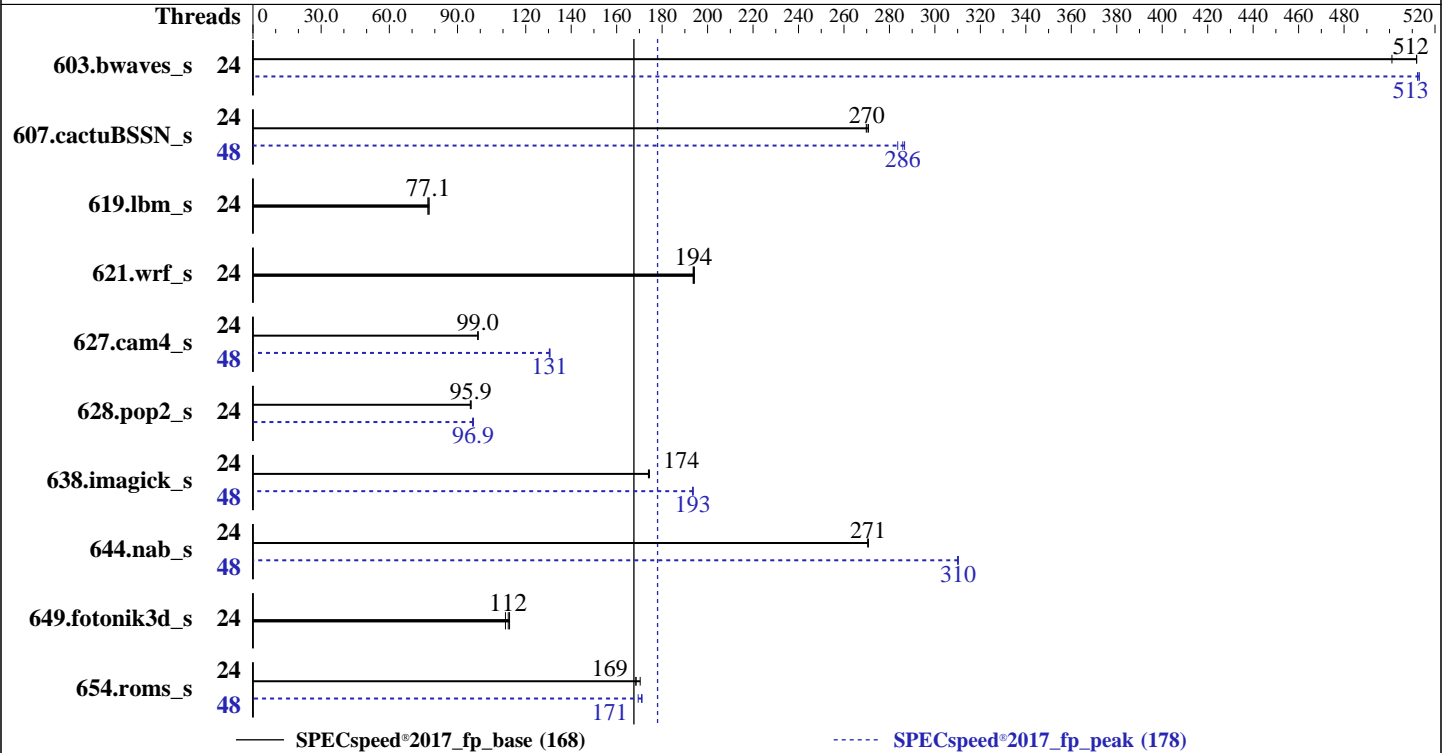 Threads 0 30.0 60.0 90.0 120 140 160 180 200 220 240 260 280 300 320 340 360 380 400 420 440 460 480 520
603.bwaves_s 24 512
513
607.cactuBSSN_s 24 270
48 286
619.lbm_s 24 77.1
621.wrf_s 24 194
627.cam4_s 24 99.0
48 131
628.pop2_s 24 95.9
96.9
638.imagick_s 24 174
48 193
644.nab_s 24 271
48 310
649.fotonik3d_s 24 112
654.roms_s 24 169
48 171
SPECspeed®2017_fp_base (168) SPECspeed®2017_fp_peak (178)